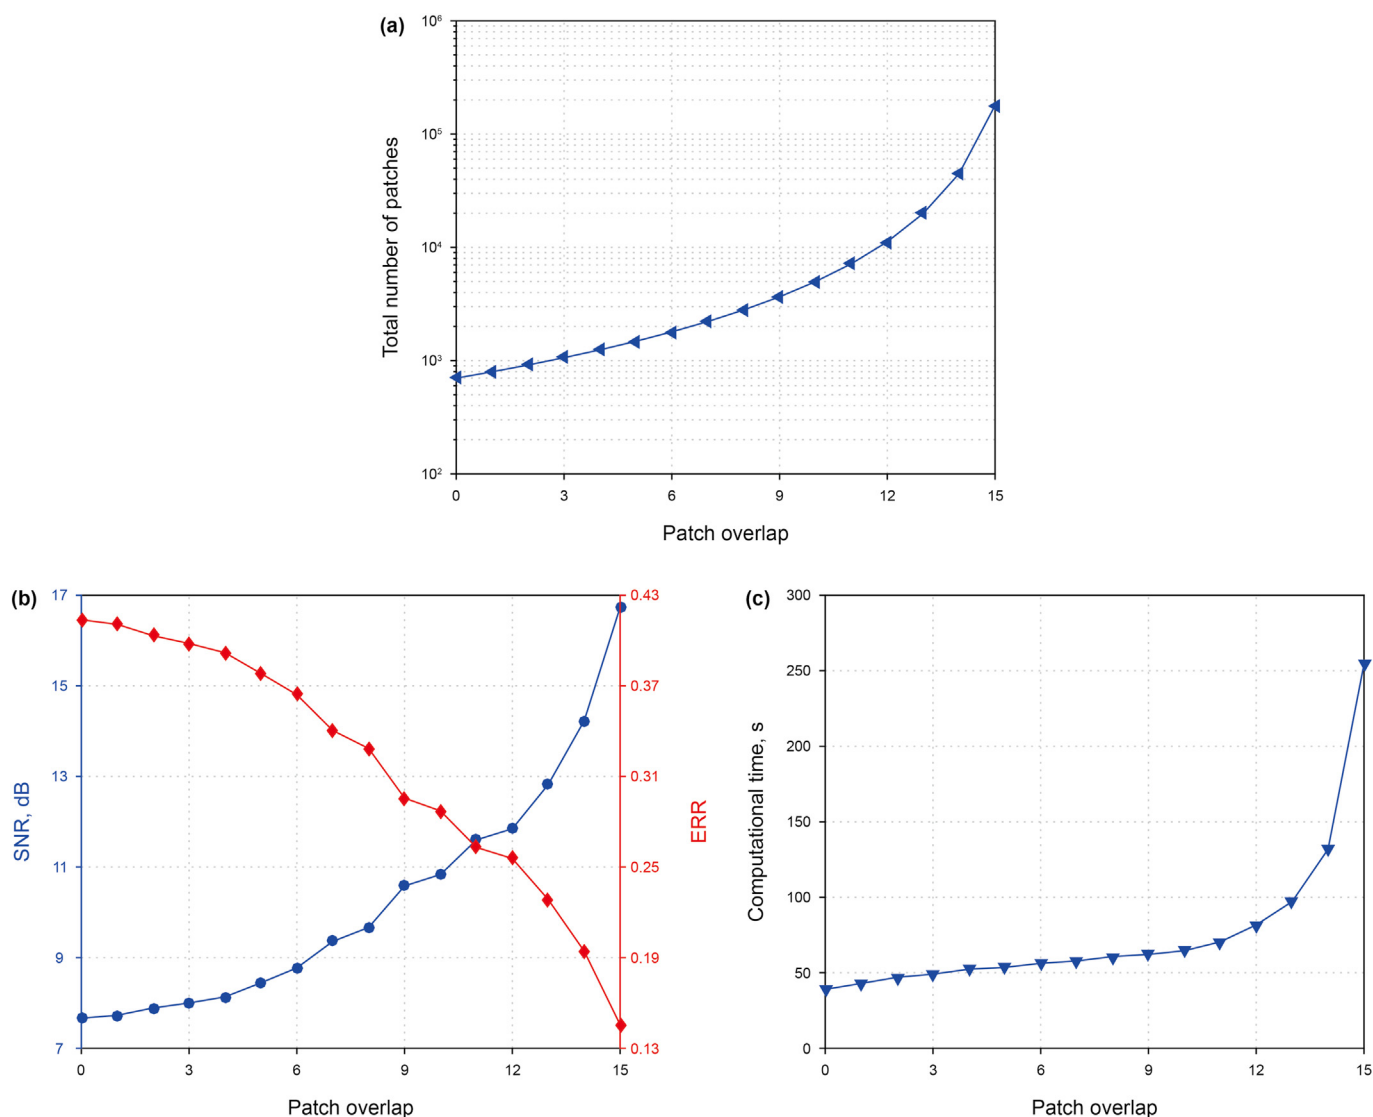 (a)
10⁶
10⁵
10⁴
10³
10²
Total number of patches
0 3 6 9 12 15
Patch overlap
(b)
17
15
13
11
9
7
SNR, dB
0.43
0.37
0.31
0.25
0.19
0.13
ERR
0 3 6 9 12 15
Patch overlap
(c)
300
250
200
150
100
50
0
Computational time, s
0 3 6 9 12 15
Patch overlap